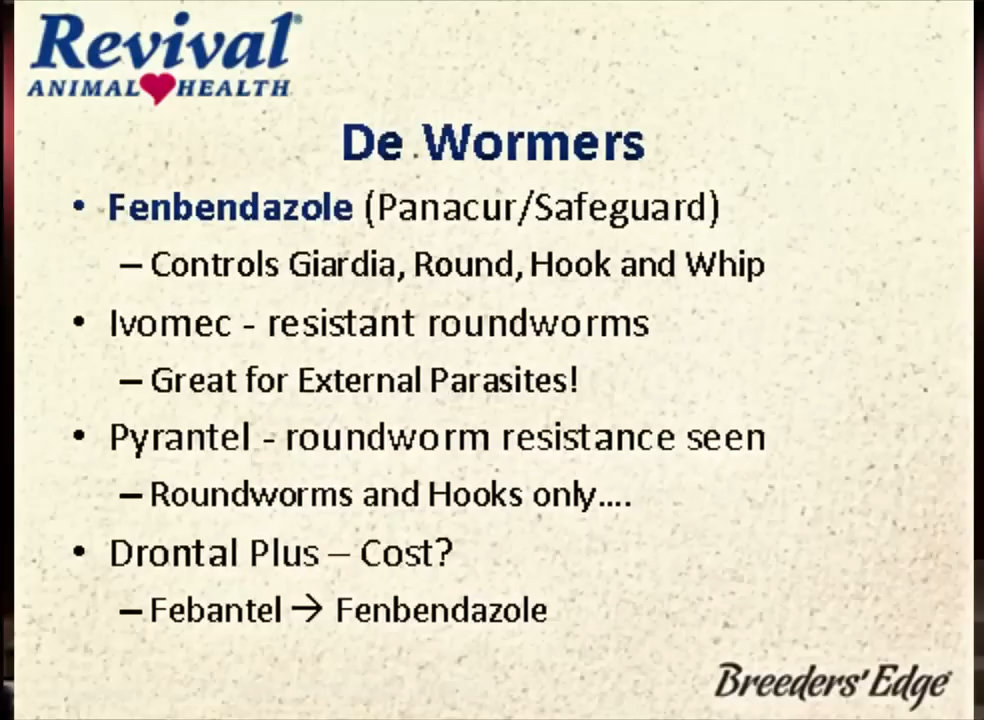 Revival®
ANIMAL HEALTH
De Wormers
• Fenbendazole (Panacur/Safeguard)
– Controls Giardia, Round, Hook and Whip
• Ivomec - resistant roundworms
– Great for External Parasites!
• Pyrantel - roundworm resistance seen
– Roundworms and Hooks only....
• Drontal Plus – Cost?
– Febantel → Fenbendazole
Breeders' Edge